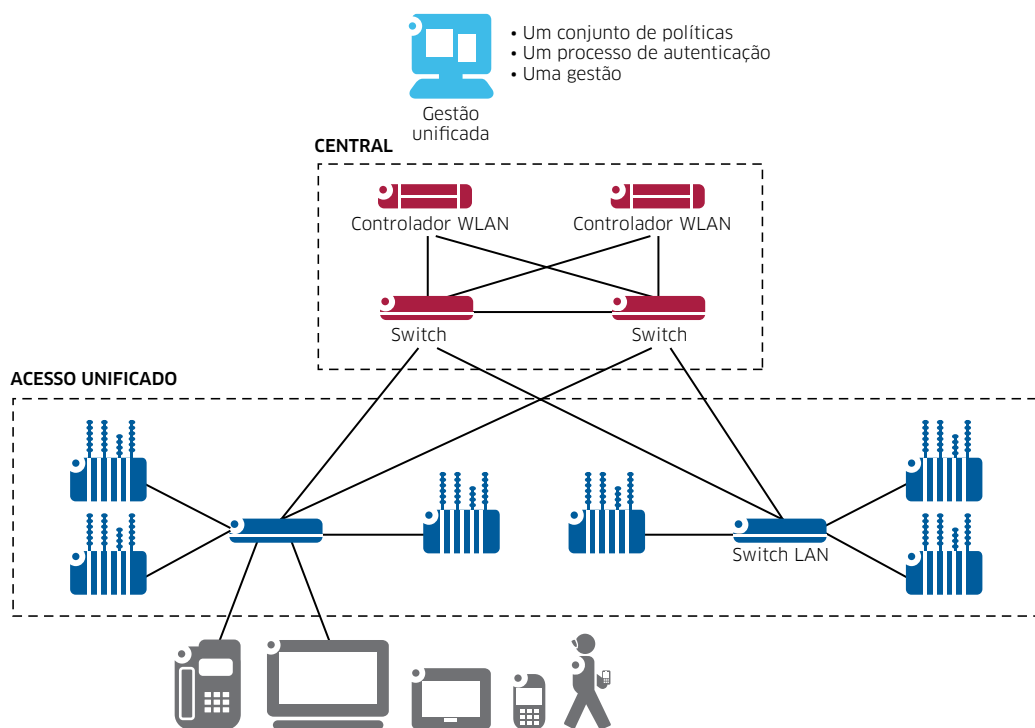 • Um conjunto de políticas
• Um processo de autenticação
• Uma gestão
Gestão
unificada
CENTRAL
Controlador WLAN
Controlador WLAN
Switch
Switch
ACESSO UNIFICADO
Switch LAN